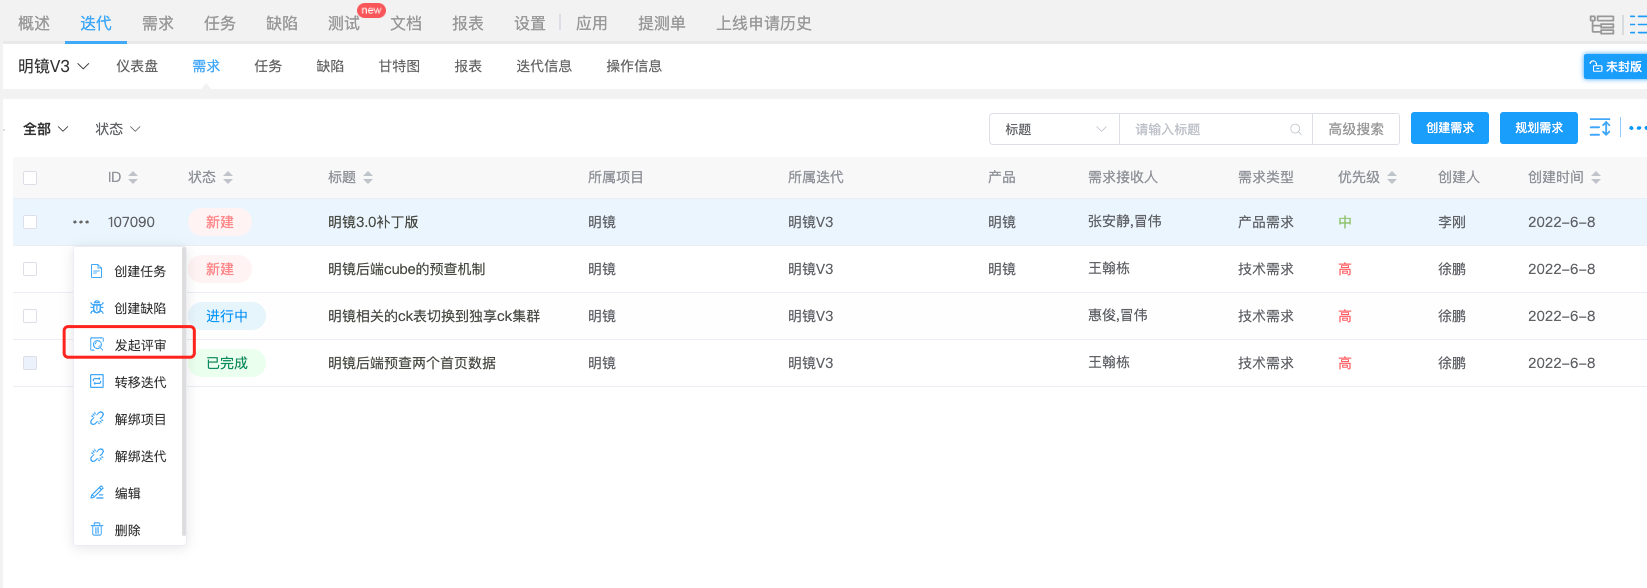 概述 迭代 需求 任务 缺陷 测试 new 文档 报表 设置 应用 提测单 上线申请历史
明镜V3 仪表盘 需求 任务 缺陷 甘特图 报表 迭代信息 操作信息 未封版
全部 状态 标题 请输入标题 高级搜索 创建需求 规划需求
ID 状态 标题 所属项目 所属迭代 产品 需求接收人 需求类型 优先级 创建人 创建时间
107090 新建 明镜3.0补丁版 明镜 明镜V3 明镜 张安静,冒伟 产品需求 中 李刚 2022-6-8
新建 明镜后端cube的预查机制 明镜 明镜V3 明镜 王翰栋 技术需求 高 徐鹏 2022-6-8
进行中 明镜相关的ck表切换到独享ck集群 明镜 明镜V3 惠俊,冒伟 技术需求 高 徐鹏 2022-6-8
已完成 明镜后端预查两个首页数据 明镜 明镜V3 王翰栋 技术需求 高 徐鹏 2022-6-8
创建任务
创建缺陷
发起评审
转移迭代
解绑项目
解绑迭代
编辑
删除